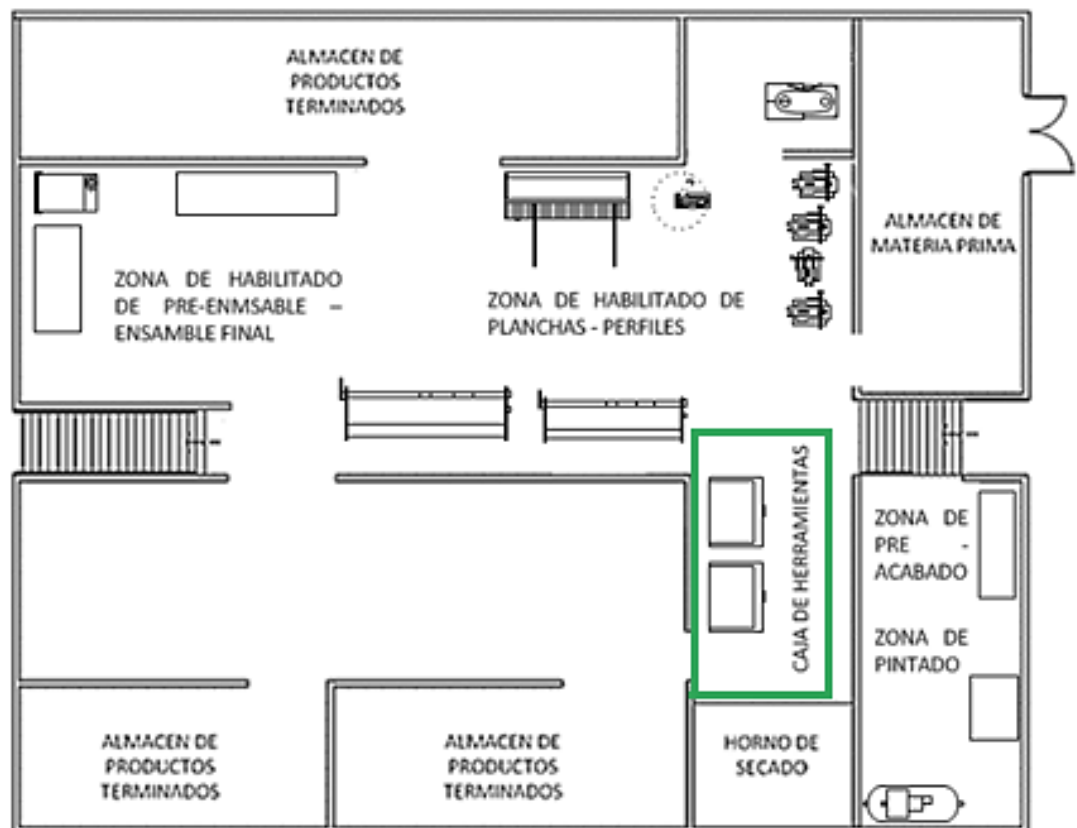 ALMACEN DE
PRODUCTOS
TERMINADOS
ALMACEN DE
MATERIA PRIMA
ZONA DE HABILITADO
DE PRE-ENMSABLE –
ENSAMBLE FINAL
ZONA DE HABILITADO DE
PLANCHAS - PERFILES
CAJA DE HERRAMIENTAS
ZONA DE
PRE -
ACABADO
ZONA DE
PINTADO
ALMACEN DE
PRODUCTOS
TERMINADOS
ALMACEN DE
PRODUCTOS
TERMINADOS
HORNO DE
SECADO